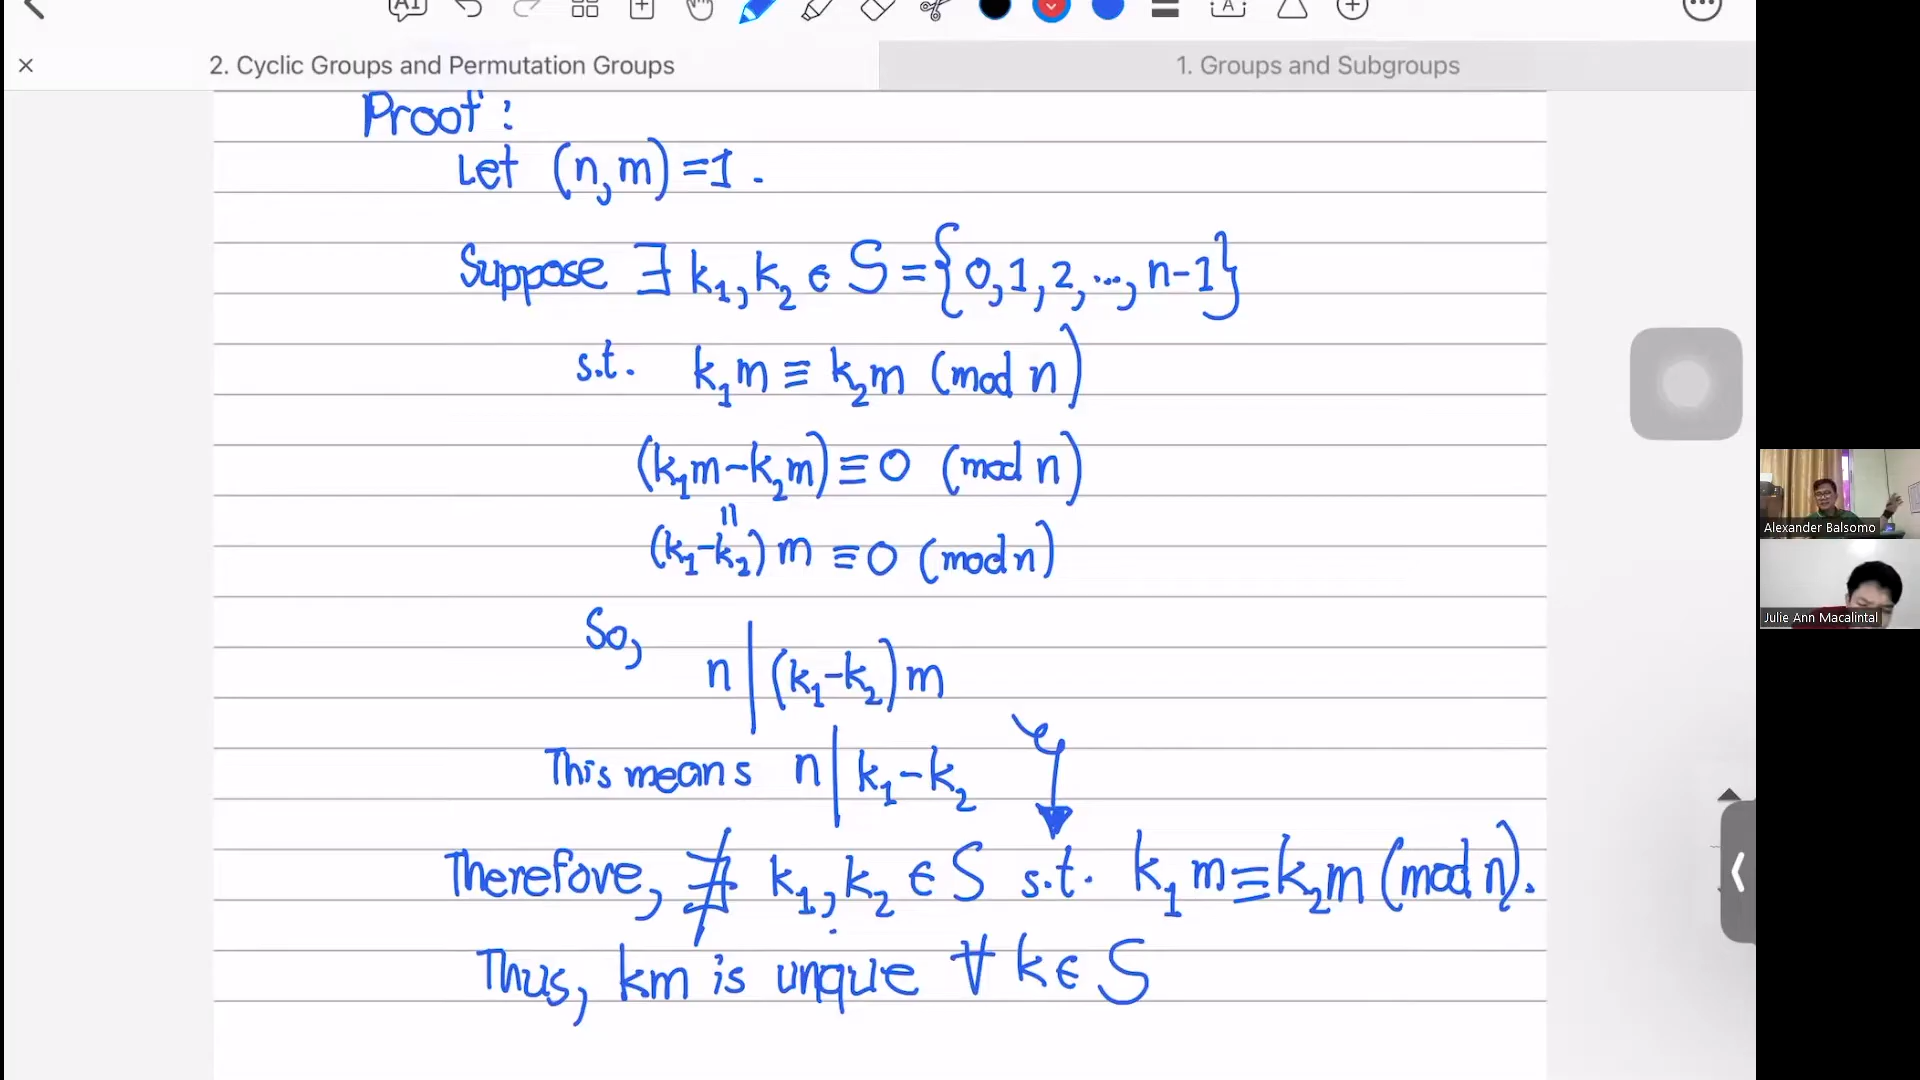 AI
A
2. Cyclic Groups and Permutation Groups
1. Groups and Subgroups
Proof :
Let (n,m) =1 .
Suppose ∃ k₁, k₂ ∈ S = {0, 1, 2, ..., n-1}
s.t. k₁m ≡ k₂m (mod n)
(k₁m-k₂m) ≡ 0 (mod n)
=
(k₁-k₂) m ≡ 0 (mod n)
So, n | (k₁-k₂) m
This means n | k₁-k₂
Therefore, ∄ k₁, k₂ ∈ S s.t. k₁m ≡ k₂m (mod n).
Thus, km is unque ∀ k ∈ S
Alexander Balsomo
Julie Ann Macalintal